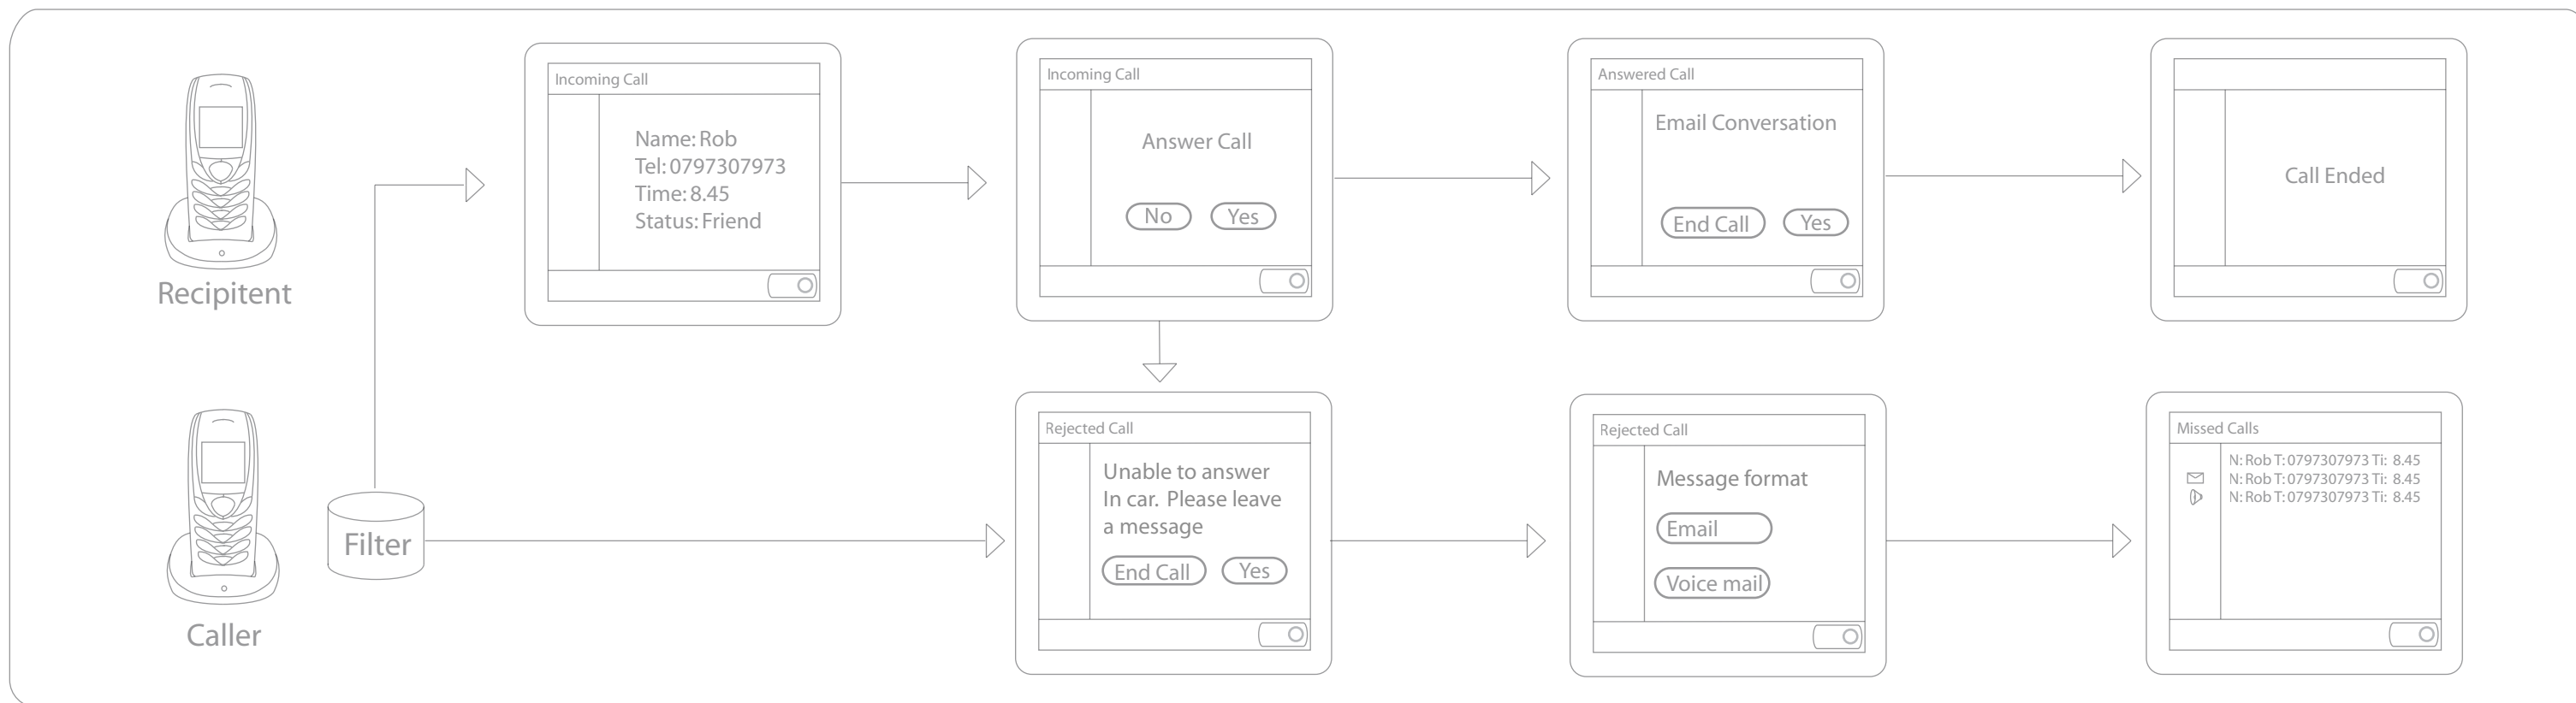 Recipitent
Incoming Call
Name: Rob
Tel: 0797307973
Time: 8.45
Status: Friend
Incoming Call
Answer Call
No
Yes
Answered Call
Email Conversation
End Call
Yes
Call Ended
Caller
Filter
Rejected Call
Unable to answer
In car. Please leave
a message
End Call
Yes
Rejected Call
Message format
Email
Voice mail
Missed Calls
N: Rob T: 0797307973 Ti: 8.45
N: Rob T: 0797307973 Ti: 8.45
N: Rob T: 0797307973 Ti: 8.45